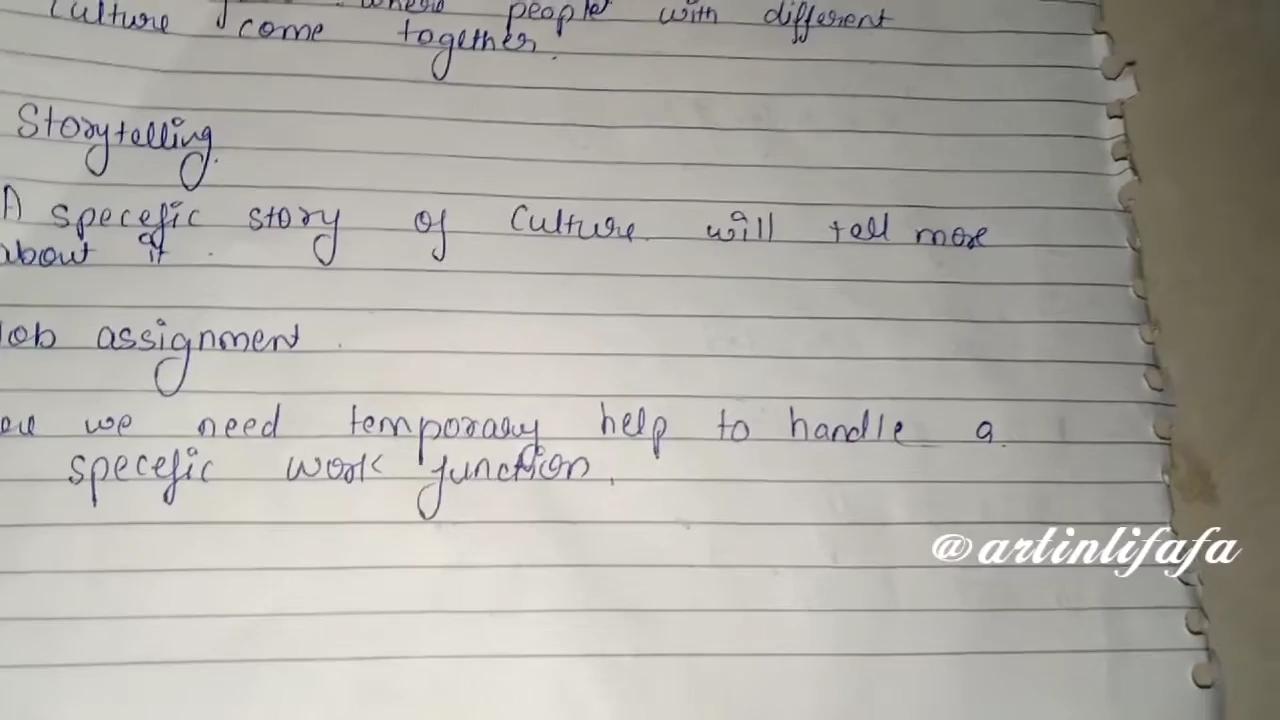 culture where people with different
come together.
Storytelling.
A specefic story of culture will tell more
about it.
Job assignment.
we need temporary help to handle a
specefic work function.
@artinlifafa